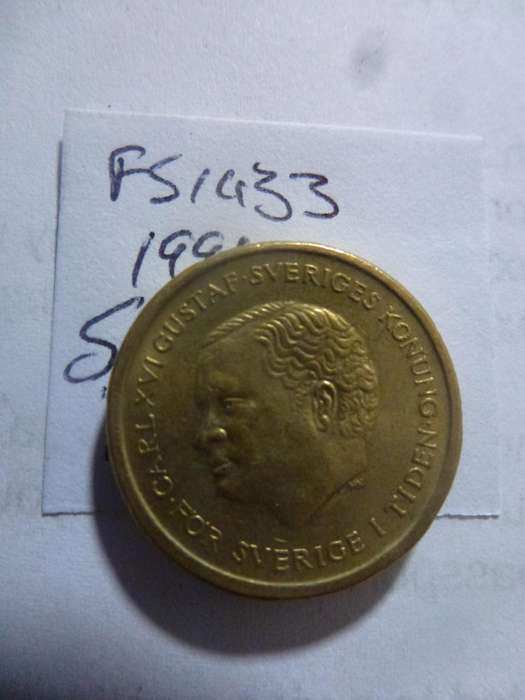 FS1433
CARL XVI GUSTAF · SVERIGES KONUNG ·
FÖR SVERIGE I TIDEN ·